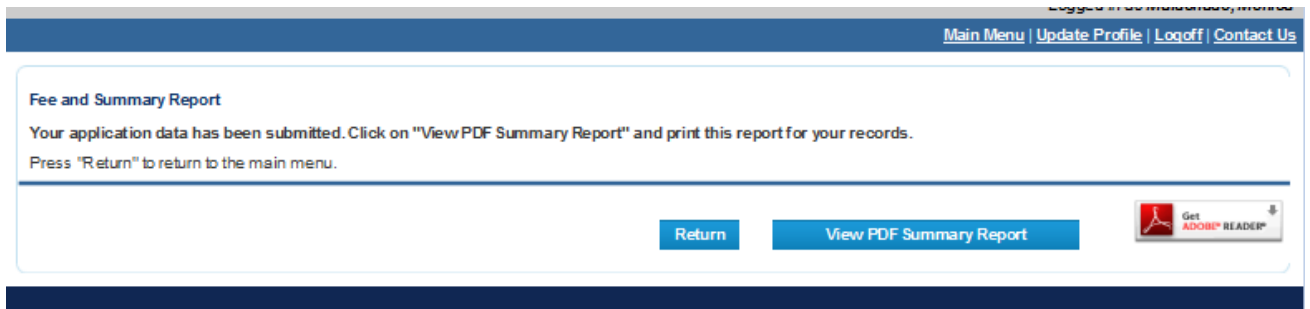 Main Menu | Update Profile | Logoff | Contact Us
Fee and Summary Report
Your application data has been submitted. Click on "View PDF Summary Report" and print this report for your records.
Press "Return" to return to the main menu.
Return
View PDF Summary Report
Get
ADOBE® READER®